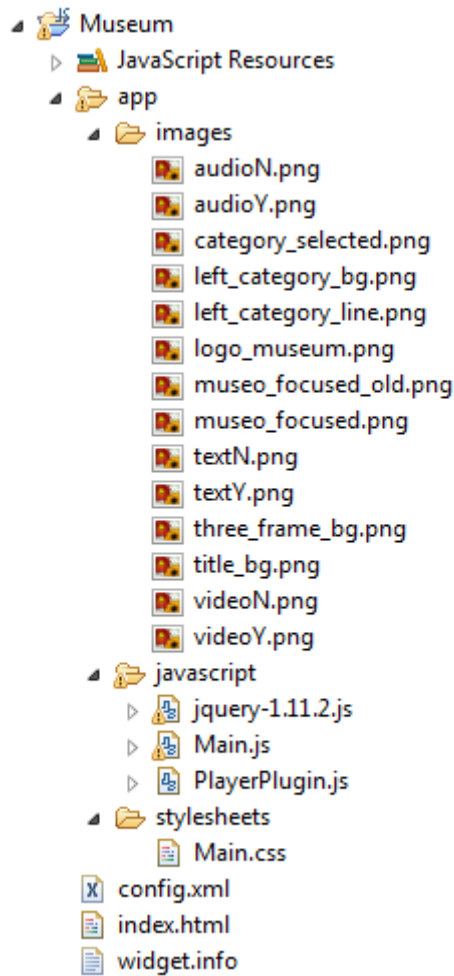 Museum
JavaScript Resources
app
images
audioN.png
audioY.png
category_selected.png
left_category_bg.png
left_category_line.png
logo_museum.png
museo_focused_old.png
museo_focused.png
textN.png
textY.png
three_frame_bg.png
title_bg.png
videoN.png
videoY.png
javascript
jquery-1.11.2.js
Main.js
PlayerPlugin.js
stylesheets
Main.css
config.xml
index.html
widget.info